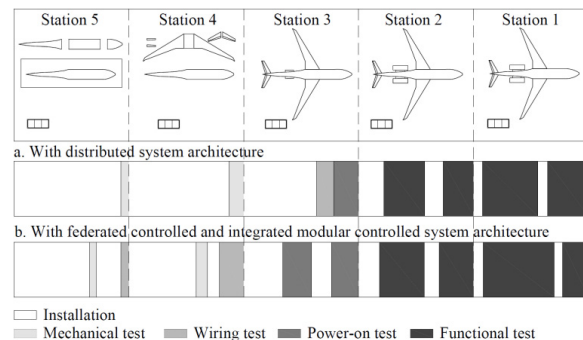 Station 5 Station 4 Station 3 Station 2 Station 1
a. With distributed system architecture
b. With federated controlled and integrated modular controlled system architecture
Installation
Mechanical test Wiring test Power-on test Functional test